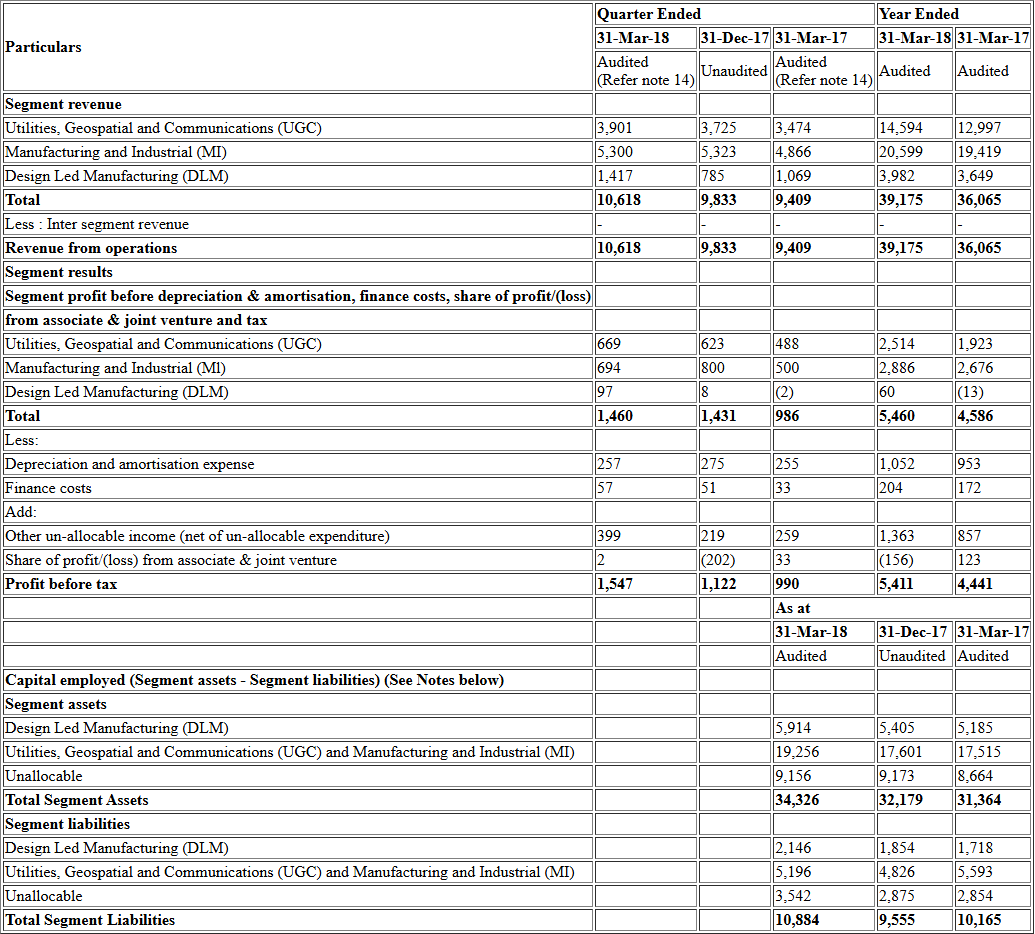 Particulars Quarter Ended Year Ended
31-Mar-18 31-Dec-17 31-Mar-17 31-Mar-18 31-Mar-17
Audited (Refer note 14) Unaudited Audited (Refer note 14) Audited Audited
Segment revenue
Utilities, Geospatial and Communications (UGC) 3,901 3,725 3,474 14,594 12,997
Manufacturing and Industrial (MI) 5,300 5,323 4,866 20,599 19,419
Design Led Manufacturing (DLM) 1,417 785 1,069 3,982 3,649
Total 10,618 9,833 9,409 39,175 36,065
Less : Inter segment revenue - - - - -
Revenue from operations 10,618 9,833 9,409 39,175 36,065
Segment results
Segment profit before depreciation & amortisation, finance costs, share of profit/(loss)
from associate & joint venture and tax
Utilities, Geospatial and Communications (UGC) 669 623 488 2,514 1,923
Manufacturing and Industrial (Ml) 694 800 500 2,886 2,676
Design Led Manufacturing (DLM) 97 8 (2) 60 (13)
Total 1,460 1,431 986 5,460 4,586
Less:
Depreciation and amortisation expense 257 275 255 1,052 953
Finance costs 57 51 33 204 172
Add:
Other un-allocable income (net of un-allocable expenditure) 399 219 259 1,363 857
Share of profit/(loss) from associate & joint venture 2 (202) 33 (156) 123
Profit before tax 1,547 1,122 990 5,411 4,441
As at
31-Mar-18 31-Dec-17 31-Mar-17
Audited Unaudited Audited
Capital employed (Segment assets - Segment liabilities) (See Notes below)
Segment assets
Design Led Manufacturing (DLM) 5,914 5,405 5,185
Utilities, Geospatial and Communications (UGC) and Manufacturing and Industrial (MI) 19,256 17,601 17,515
Unallocable 9,156 9,173 8,664
Total Segment Assets 34,326 32,179 31,364
Segment liabilities
Design Led Manufacturing (DLM) 2,146 1,854 1,718
Utilities, Geospatial and Communications (UGC) and Manufacturing and Industrial (MI) 5,196 4,826 5,593
Unallocable 3,542 2,875 2,854
Total Segment Liabilities 10,884 9,555 10,165